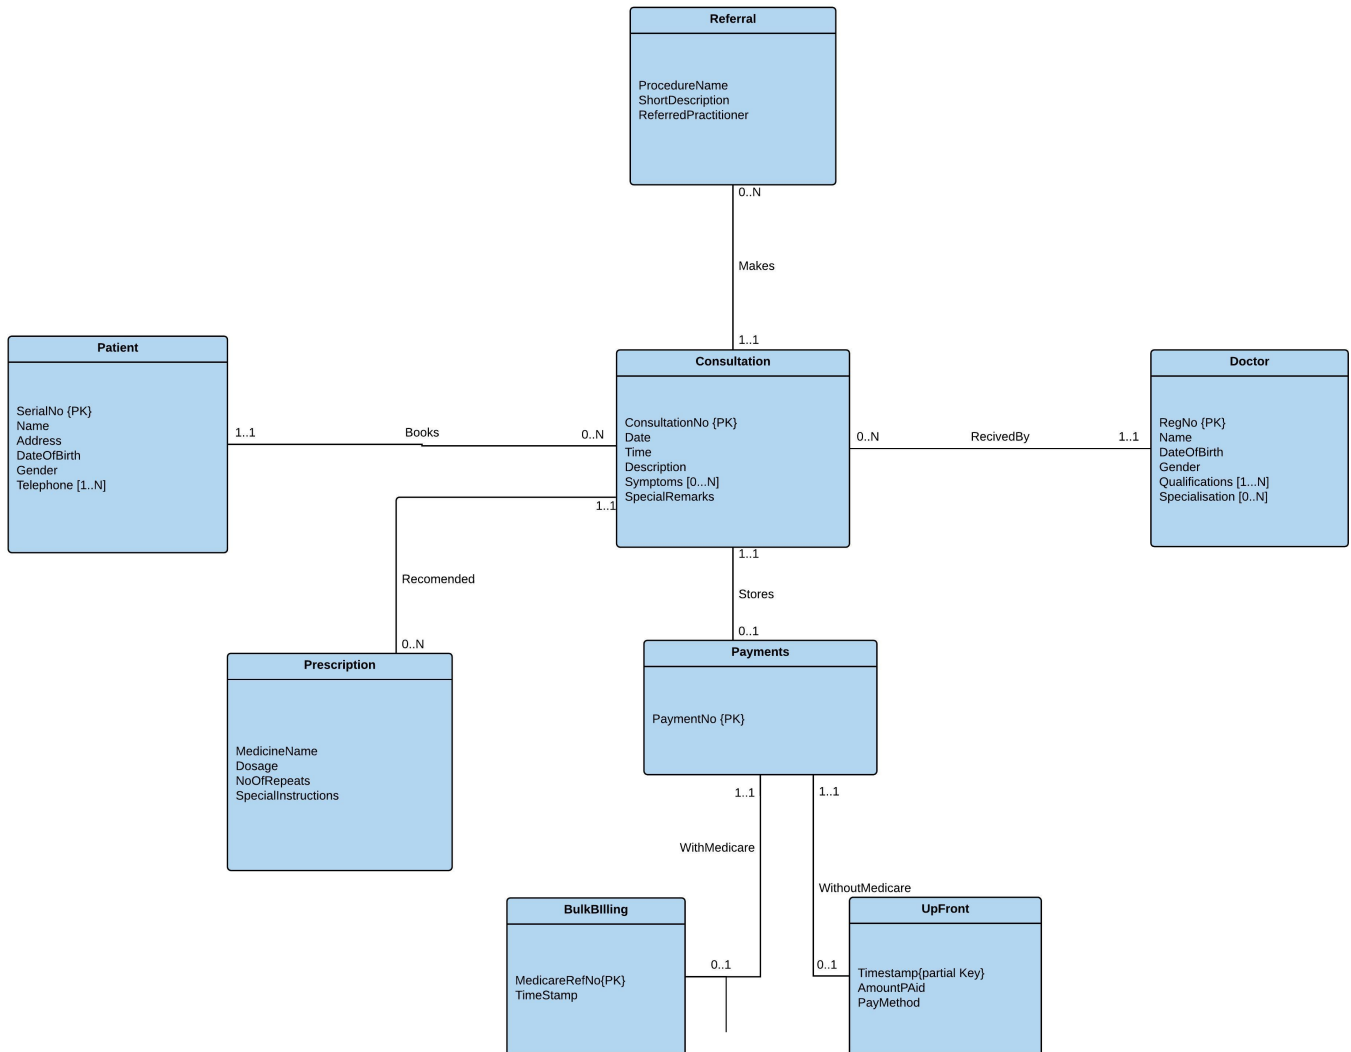 Referral
ProcedureName
ShortDescription
ReferredPractitioner
0..N
Makes
1..1
Patient
SerialNo {PK}
Name
Address
DateOfBirth
Gender
Telephone [1..N]
1..1
Books
0..N
Consultation
ConsultationNo {PK}
Date
Time
Description
Symptoms [0...N]
SpecialRemarks
0..N
RecivedBy
1..1
Doctor
RegNo {PK}
Name
DateOfBirth
Gender
Qualifications [1...N]
Specialisation [0..N]
1..1
Recomended
0..N
Prescription
MedicineName
Dosage
NoOfRepeats
SpecialInstructions
1..1
Stores
0..1
Payments
PaymentNo {PK}
1..1
WithMedicare
0..1
1..1
WithoutMedicare
0..1
BulkBIlling
MedicareRefNo{PK}
TimeStamp
UpFront
Timestamp{partial Key}
AmountPAid
PayMethod